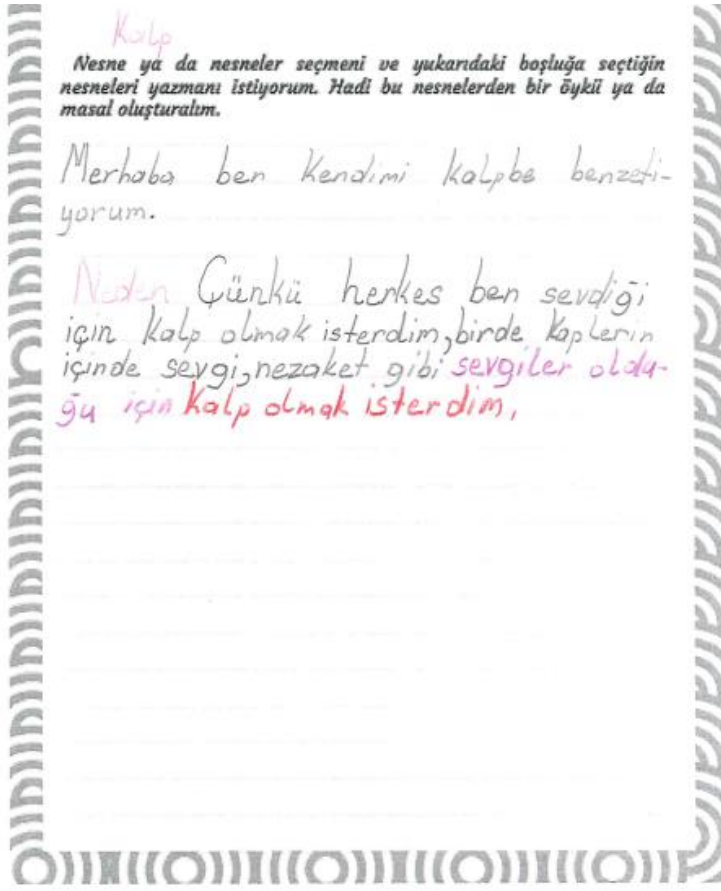 Kalp
Nesne ya da nesneler seçmeni ve yukarıdaki boşluğa seçtiğin
nesneleri yazmanı istiyorum. Hadi bu nesnelerden bir öykü ya da
masal oluşturalım.
Merhaba ben kendimi kalpbe benzeti-
yorum.
Neden Çünkü herkes ben sevdiği
için kalp olmak isterdim, birde kaplerin
içinde sevgi, nezaket gibi sevgiler oldu-
ğu için kalp olmak isterdim,